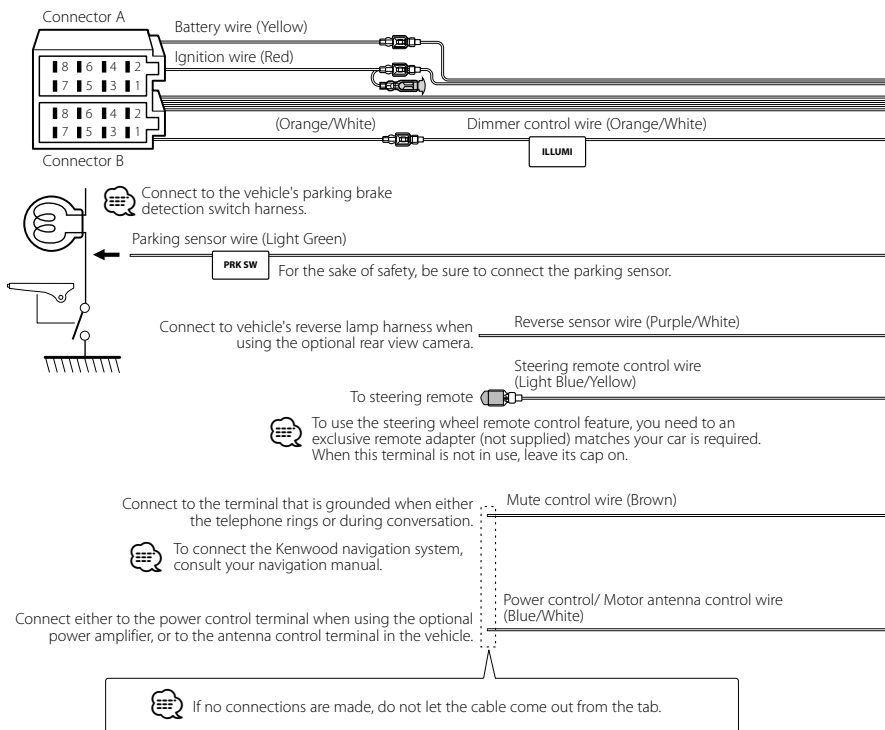 Connector A
Battery wire (Yellow)
Ignition wire (Red)
8 6 4 2
7 5 3 1
8 6 4 2
7 5 3 1
(Orange/White)
Dimmer control wire (Orange/White)
ILLUMI
Connector B
Connect to the vehicle's parking brake
detection switch harness.
Parking sensor wire (Light Green)
PRK SW
For the sake of safety, be sure to connect the parking sensor.
Connect to vehicle's reverse lamp harness when
using the optional rear view camera.
Reverse sensor wire (Purple/White)
Steering remote control wire
(Light Blue/Yellow)
To steering remote
To use the steering wheel remote control feature, you need to an
exclusive remote adapter (not supplied) matches your car is required.
When this terminal is not in use, leave its cap on.
Connect to the terminal that is grounded when either
the telephone rings or during conversation.
Mute control wire (Brown)
To connect the Kenwood navigation system,
consult your navigation manual.
Power control/ Motor antenna control wire
(Blue/White)
Connect either to the power control terminal when using the optional
power amplifier, or to the antenna control terminal in the vehicle.
If no connections are made, do not let the cable come out from the tab.